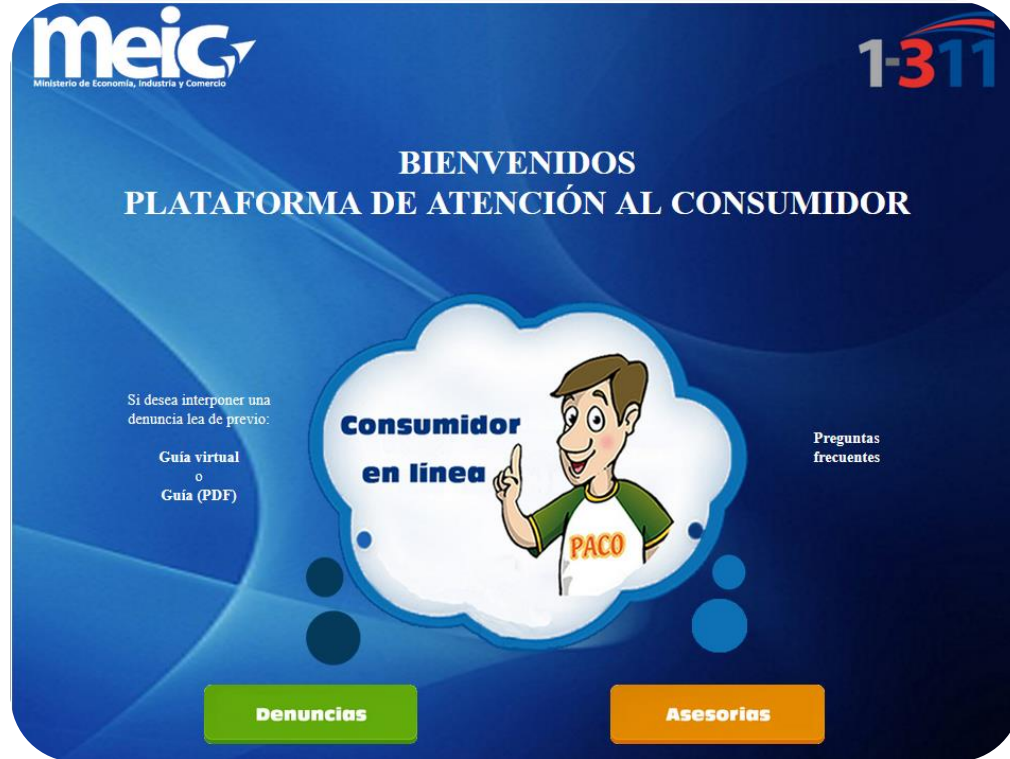 meic
Ministerio de Economía, Industria y Comercio
1-311
BIENVENIDOS
PLATAFORMA DE ATENCIÓN AL CONSUMIDOR
Si desea interponer una
denuncia lea de previo:
Guía virtual
o
Guía (PDF)
Consumidor
en línea
PACO
Preguntas
frecuentes
Denuncias
Asesorias